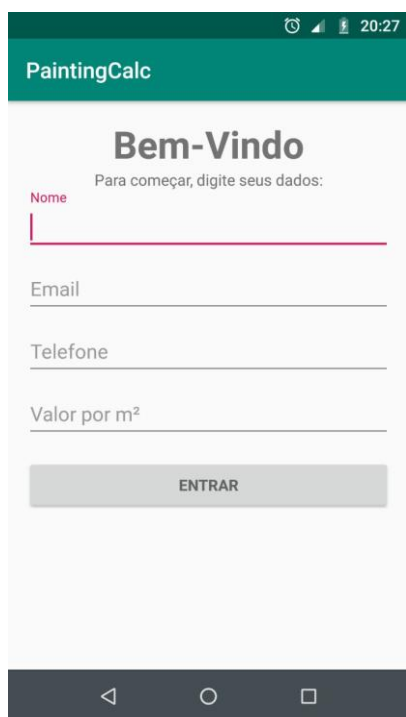 20:27
PaintingCalc
Bem-Vindo
Para começar, digite seus dados:
Nome
Email
Telefone
Valor por m²
ENTRAR